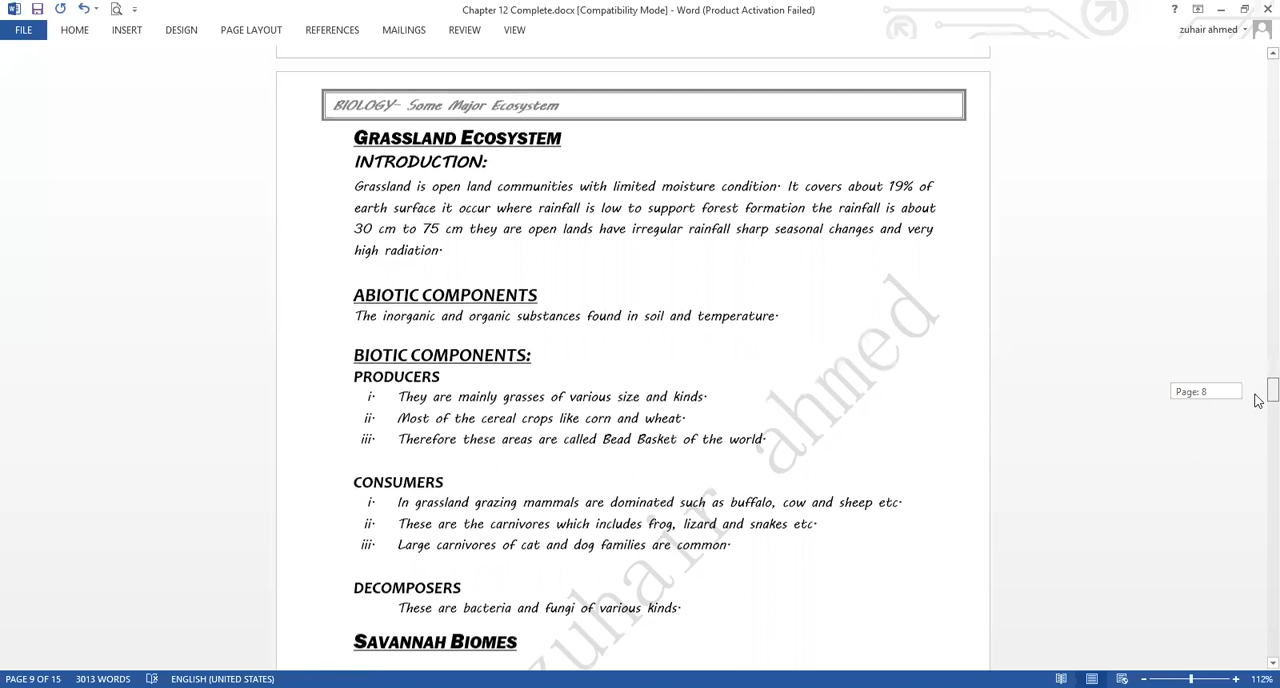 Chapter 12 Complete.docx [Compatibility Mode] - Word (Product Activation Failed)
FILE HOME INSERT DESIGN PAGE LAYOUT REFERENCES MAILINGS REVIEW VIEW zuhair ahmed
BIOLOGY- Some Major Ecosystem
GRASSLAND ECOSYSTEM
INTRODUCTION:
Grassland is open land communities with limited moisture condition. It covers about 19% of
earth surface it occur where rainfall is low to support forest formation the rainfall is about
30 cm to 75 cm they are open lands have irregular rainfall sharp seasonal changes and very
high radiation.
ABIOTIC COMPONENTS
The inorganic and organic substances found in soil and temperature.
BIOTIC COMPONENTS:
PRODUCERS
i. They are mainly grasses of various size and kinds.
ii. Most of the cereal crops like corn and wheat.
iii. Therefore these areas are called Bead Basket of the world.
Page: 8
CONSUMERS
i. In grassland grazing mammals are dominated such as buffalo, cow and sheep etc.
ii. These are the carnivores which includes frog, lizard and snakes etc.
iii. Large carnivores of cat and dog families are common.
DECOMPOSERS
These are bacteria and fungi of various kinds.
SAVANNAH BIOMES
zuhair ahmed
PAGE 9 OF 15 3013 WORDS ENGLISH (UNITED STATES) 112%